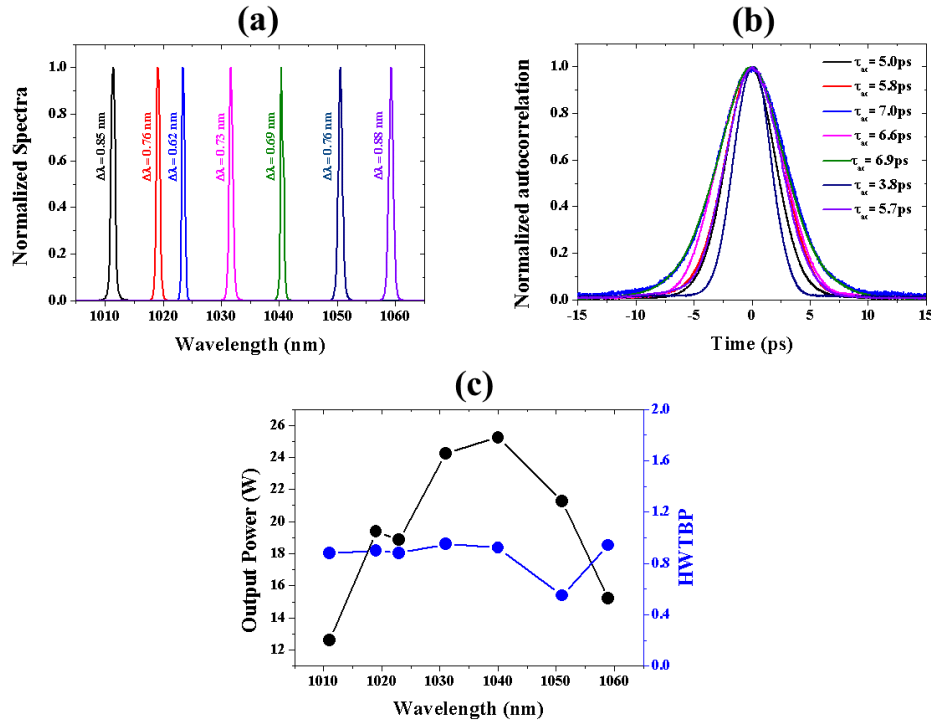 (a)
Normalized Spectra
1.0
0.8
0.6
0.4
0.2
0.0
Δλ = 0.85 nm
Δλ = 0.76 nm
Δλ = 0.62 nm
Δλ = 0.73 nm
Δλ = 0.69 nm
Δλ = 0.76 nm
Δλ = 0.88 nm
1010 1020 1030 1040 1050 1060
Wavelength (nm)
(b)
Normalized autocorrelation
1.0
0.8
0.6
0.4
0.2
0.0
τac = 5.0ps
τac = 5.8ps
τac = 7.0ps
τac = 6.6ps
τac = 6.9ps
τac = 3.8ps
τac = 5.7ps
-15 -10 -5 0 5 10 15
Time (ps)
(c)
Output Power (W)
26
24
22
20
18
16
14
12
2.0
1.6
1.2
0.8
0.4
0.0
HWTBP
1010 1020 1030 1040 1050 1060
Wavelength (nm)